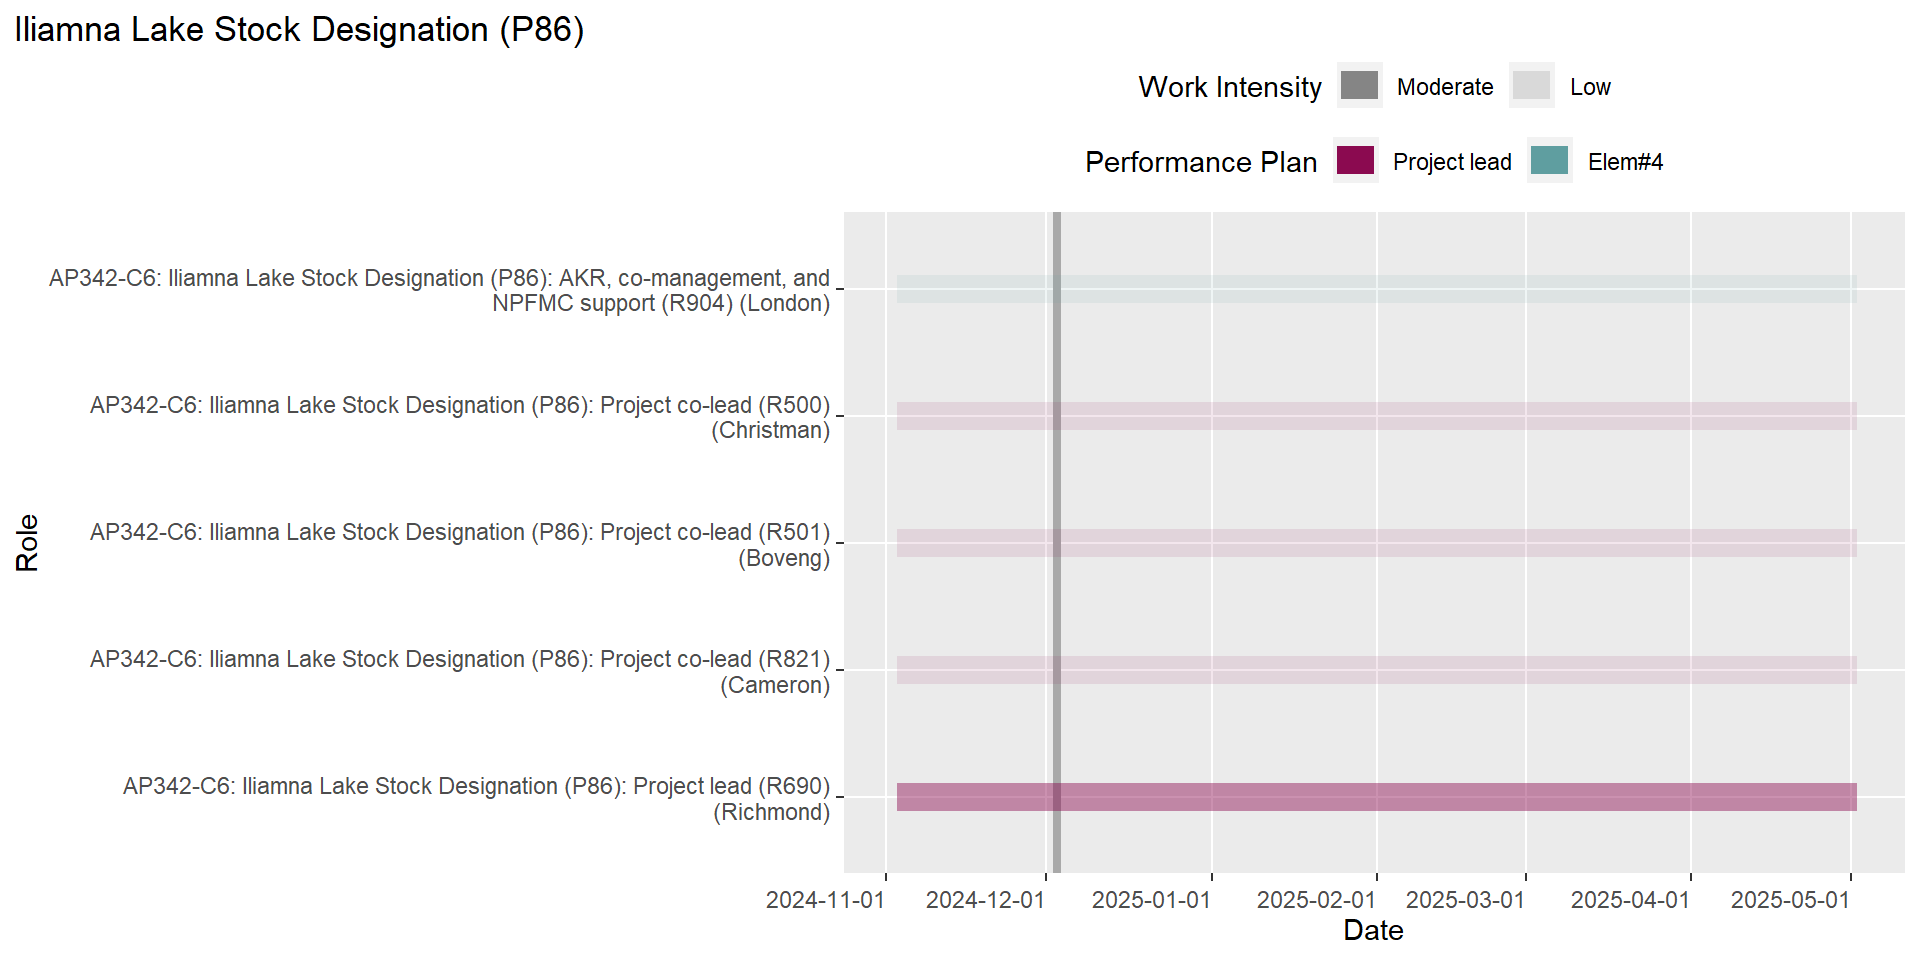 Iliamna Lake Stock Designation (P86)
Work Intensity Moderate Low
Performance Plan Project lead Elem#4
AP342-C6: Iliamna Lake Stock Designation (P86): AKR, co-management, and
NPFMC support (R904) (London)
AP342-C6: Iliamna Lake Stock Designation (P86): Project co-lead (R500)
(Christman)
AP342-C6: Iliamna Lake Stock Designation (P86): Project co-lead (R501)
(Boveng)
AP342-C6: Iliamna Lake Stock Designation (P86): Project co-lead (R821)
(Cameron)
AP342-C6: Iliamna Lake Stock Designation (P86): Project lead (R690)
(Richmond)
Role
2024-11-01 2024-12-01 2025-01-01 2025-02-01 2025-03-01 2025-04-01 2025-05-01
Date